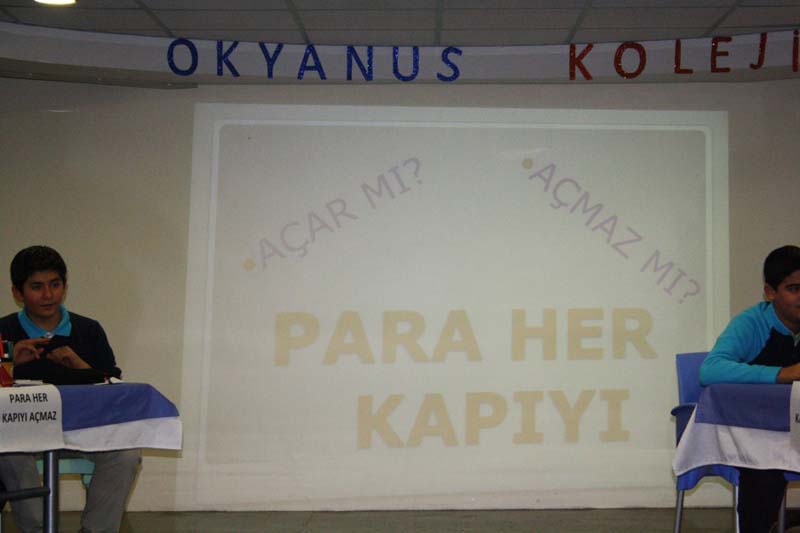 OKYANUS KOLEJİ
•AÇAR MI?
•AÇMAZ MI?
PARA HER
KAPIYI
PARA HER
KAPIYI AÇMAZ